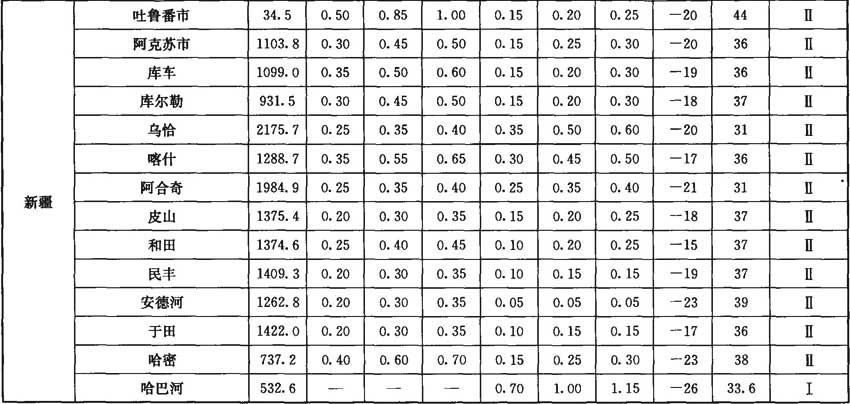 吐鲁番市 34.5 0.50 0.85 1.00 0.15 0.20 0.25 —20 44 Ⅱ
阿克苏市 1103.8 0.30 0.45 0.50 0.15 0.25 0.30 —20 36 Ⅱ
库车 1099.0 0.35 0.50 0.60 0.15 0.20 0.30 —19 36 Ⅱ
库尔勒 931.5 0.30 0.45 0.50 0.15 0.20 0.30 —18 37 Ⅱ
乌恰 2175.7 0.25 0.35 0.40 0.35 0.50 0.60 —20 31 Ⅱ
喀什 1288.7 0.35 0.55 0.65 0.30 0.45 0.50 —17 36 Ⅱ
阿合奇 1984.9 0.25 0.35 0.40 0.25 0.35 0.40 —21 31 Ⅱ
新疆
皮山 1375.4 0.20 0.30 0.35 0.15 0.20 0.25 —18 37 Ⅱ
和田 1374.6 0.25 0.40 0.45 0.10 0.20 0.25 —15 37 Ⅱ
民丰 1409.3 0.20 0.30 0.35 0.10 0.15 0.15 —19 37 Ⅱ
安德河 1262.8 0.20 0.30 0.35 0.05 0.05 0.05 —23 39 Ⅱ
于田 1422.0 0.20 0.30 0.35 0.10 0.15 0.15 —17 36 Ⅱ
哈密 737.2 0.40 0.60 0.70 0.15 0.25 0.30 —23 38 Ⅱ
哈巴河 532.6 — — — 0.70 1.00 1.15 —26 33.6 Ⅰ